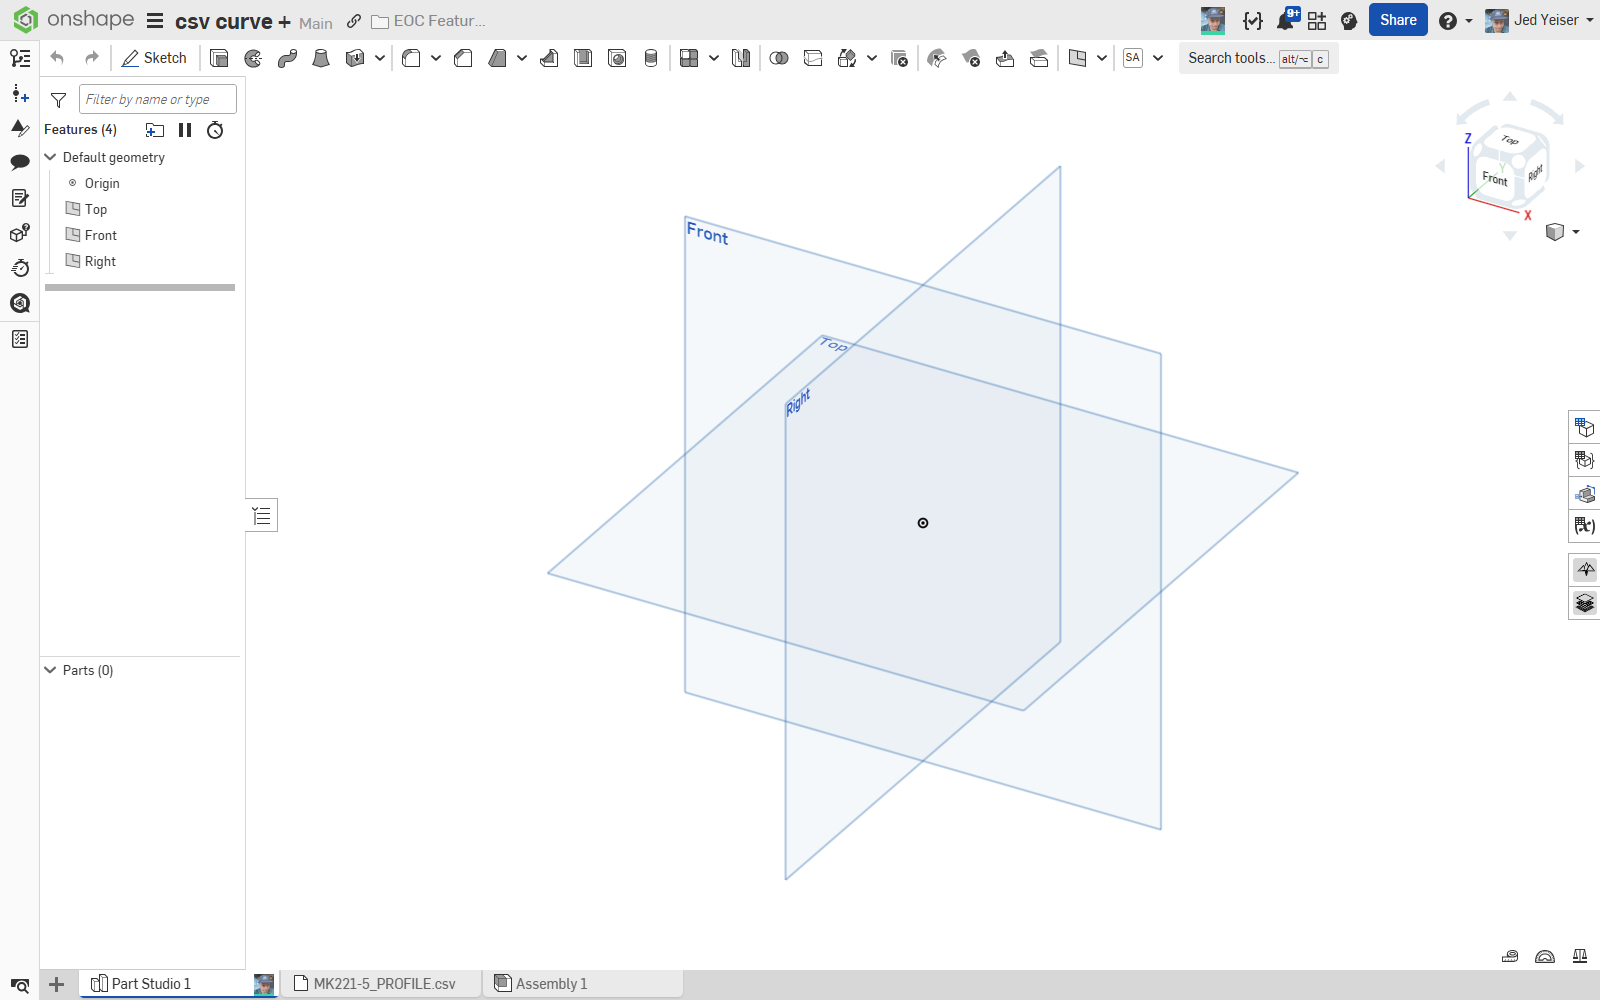 onshape
csv curve + Main EOC Featur...
9+
Share
Jed Yeiser
Sketch
SA
Search tools... alt/⌥ c
Filter by name or type
Features (4)
Default geometry
Origin
Top
Front
Right
Parts (0)
Front
Top
Right
Z
Top
Y
Front
Right
X
Part Studio 1
MK221-5_PROFILE.csv
Assembly 1